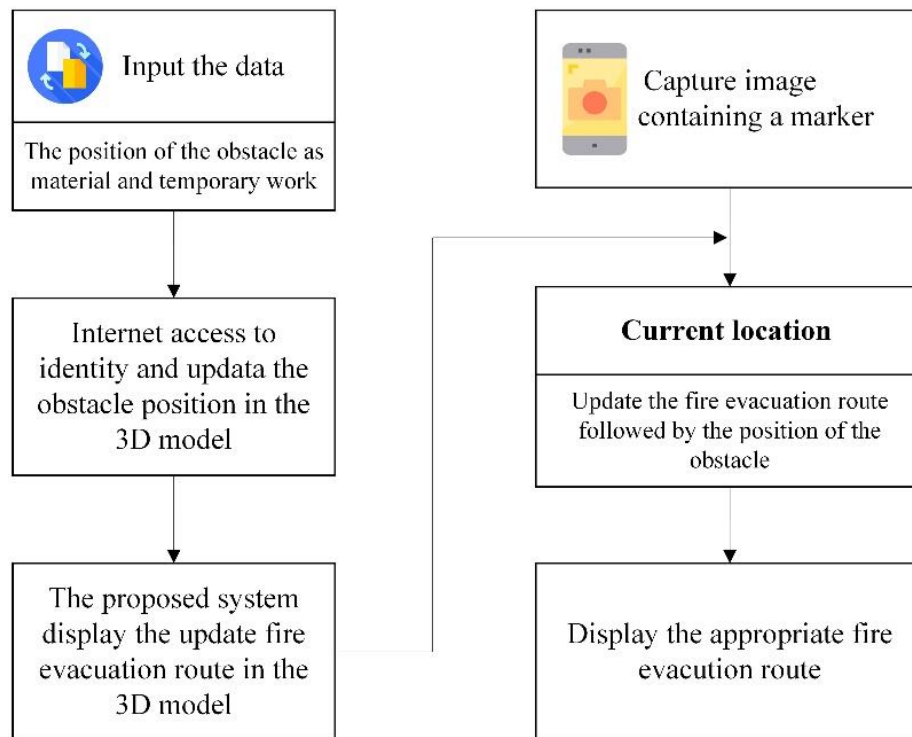 Input the data
The position of the obstacle as
material and temporary work
Internet access to
identity and updata the
obstacle position in the
3D model
The proposed system
display the update fire
evacuation route in the
3D model
Capture image
containing a marker
Current location
Update the fire evacuation route
followed by the position of the
obstacle
Display the appropriate fire
evacution route